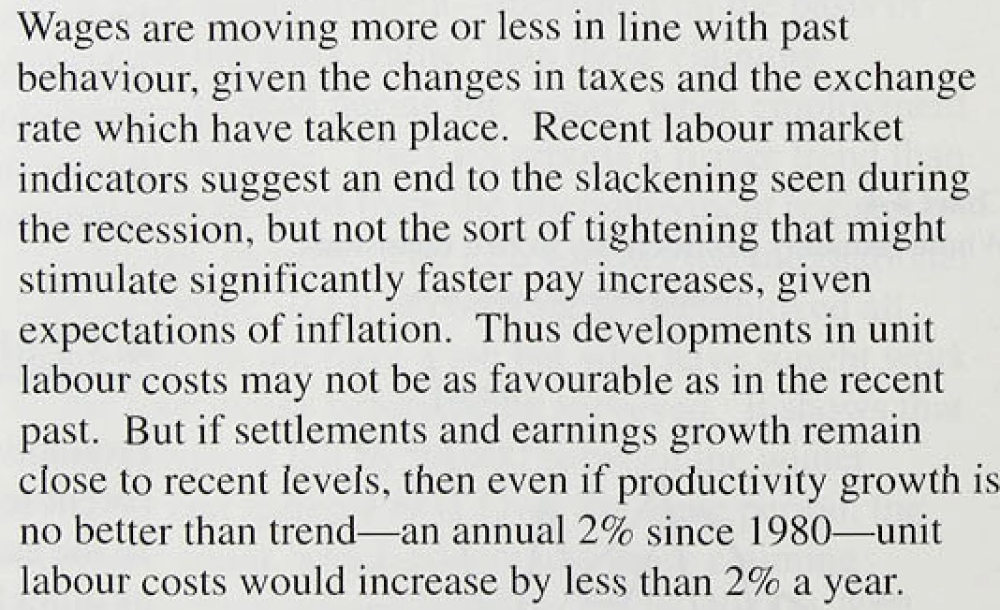 Wages are moving more or less in line with past
behaviour, given the changes in taxes and the exchange
rate which have taken place.  Recent labour market
indicators suggest an end to the slackening seen during
the recession, but not the sort of tightening that might
stimulate significantly faster pay increases, given
expectations of inflation.  Thus developments in unit
labour costs may not be as favourable as in the recent
past.  But if settlements and earnings growth remain
close to recent levels, then even if productivity growth is
no better than trend—an annual 2% since 1980—unit
labour costs would increase by less than 2% a year.